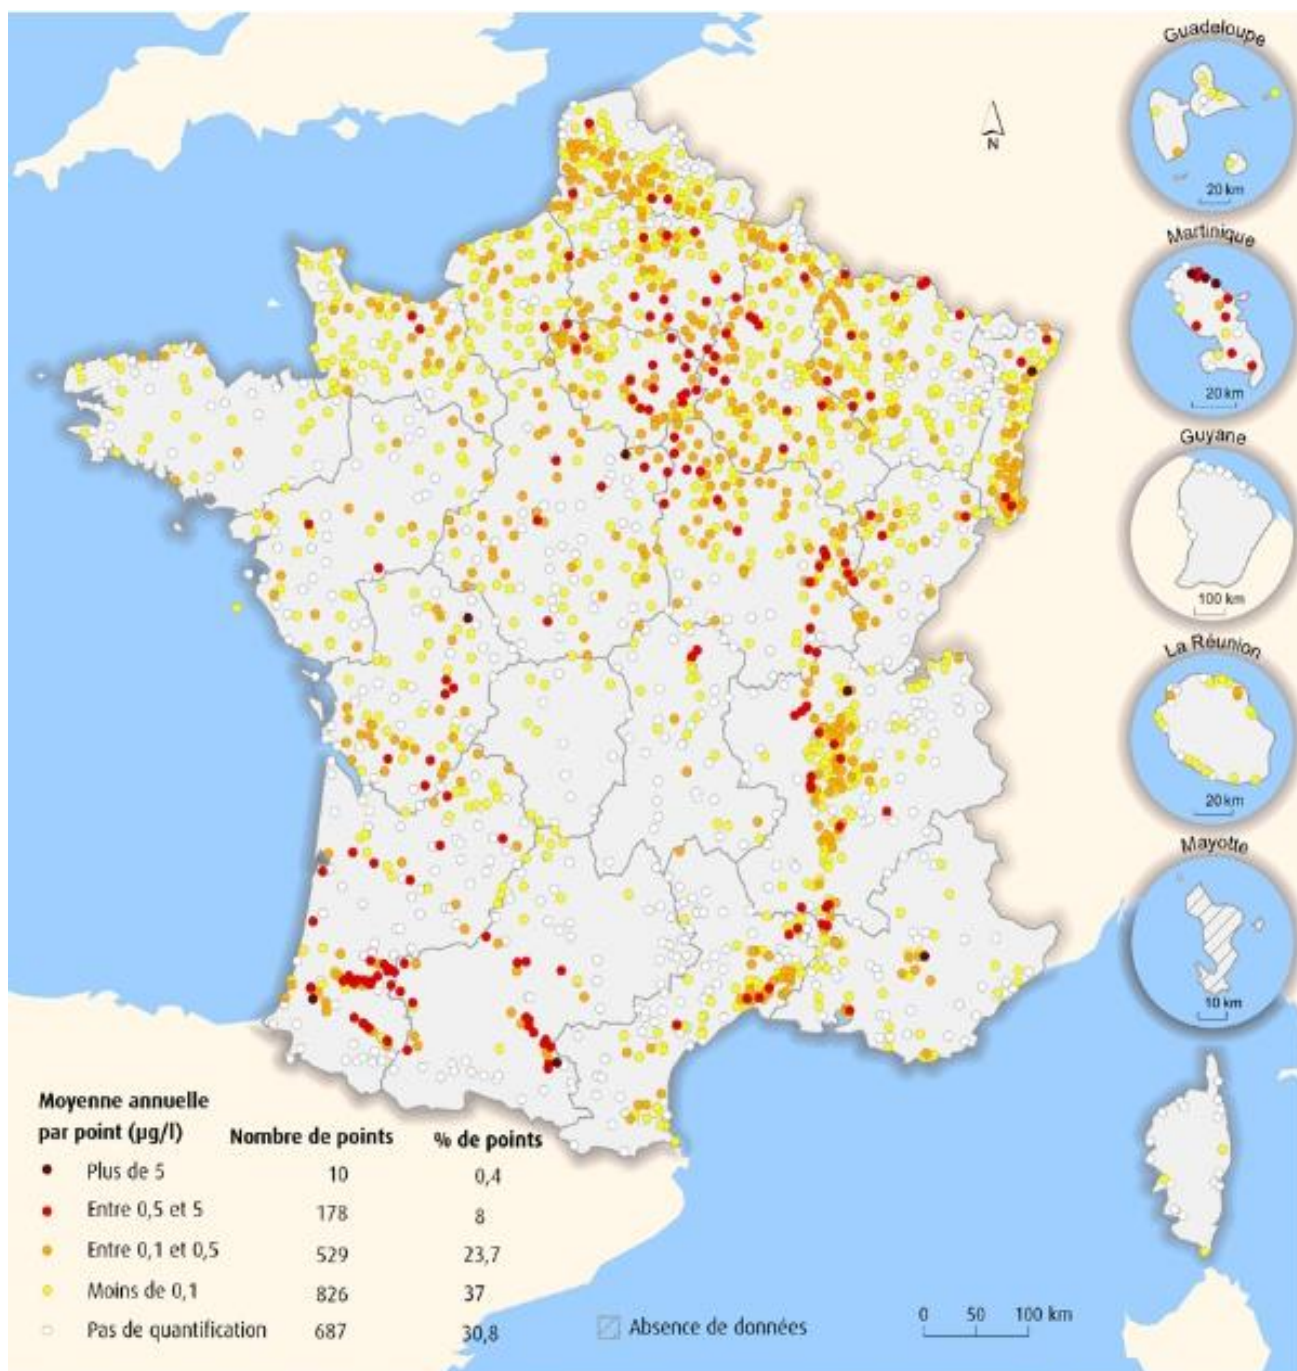 Guadeloupe
20 km
N
Martinique
20 km
Guyane
100 km
La Réunion
20 km
Mayotte
10 km
Moyenne annuelle
par point (µg/l) Nombre de points % de points
Plus de 5 10 0,4
Entre 0,5 et 5 178 8
Entre 0,1 et 0,5 529 23,7
Moins de 0,1 826 37
Pas de quantification 687 30,8
Absence de données
0 50 100 km